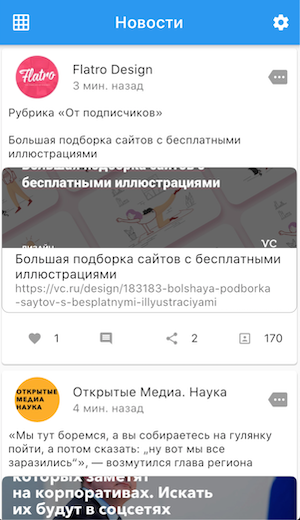 Новости
Flatro
Flatro Design
3 мин. назад
Рубрика «От подписчиков»
Большая подборка сайтов с бесплатными
иллюстрациями
Большая подборка сайтов с
бесплатными иллюстрациями
ДИЗАЙН
VC
Большая подборка сайтов с бесплатными
иллюстрациями
https://vc.ru/design/183183-bolshaya-podborka
-saytov-s-besplatnymi-illyustraciyami
1
2
170
ОТКРЫТЫЕ
МЕДИА
НАУКА
Открытые Медиа. Наука
4 мин. назад
«Мы тут боремся, а вы собираетесь на гулянку
пойти, а потом сказать: „ну вот мы все
заразились“», — возмутился глава региона
которых заметят
на корпоративах. Искать
их будут в соцсетях